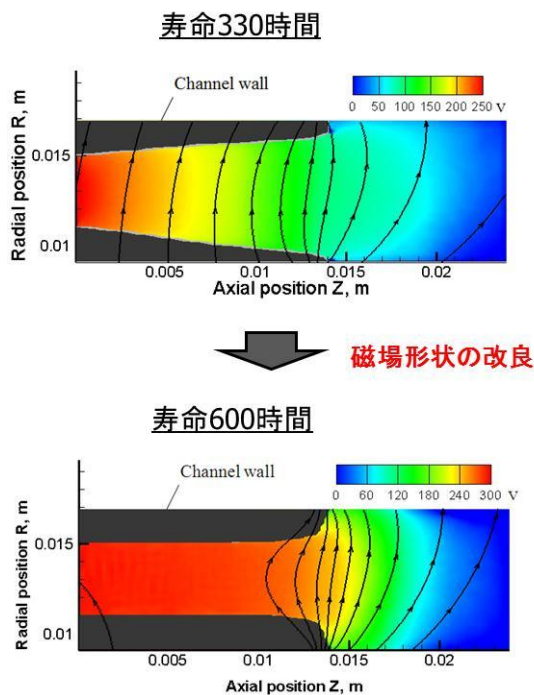 寿命330時間
Channel wall
0 50 100 150 200 250 V
Radial position R, m
0.015
0.01
0.005 0.010 0.015 0.02
Axial position Z, m
磁場形状の改良
寿命600時間
Channel wall
0 60 120 180 240 300 V
Radial position R, m
0.015
0.01
0.005 0.01 0.015 0.02
Axial position Z, m